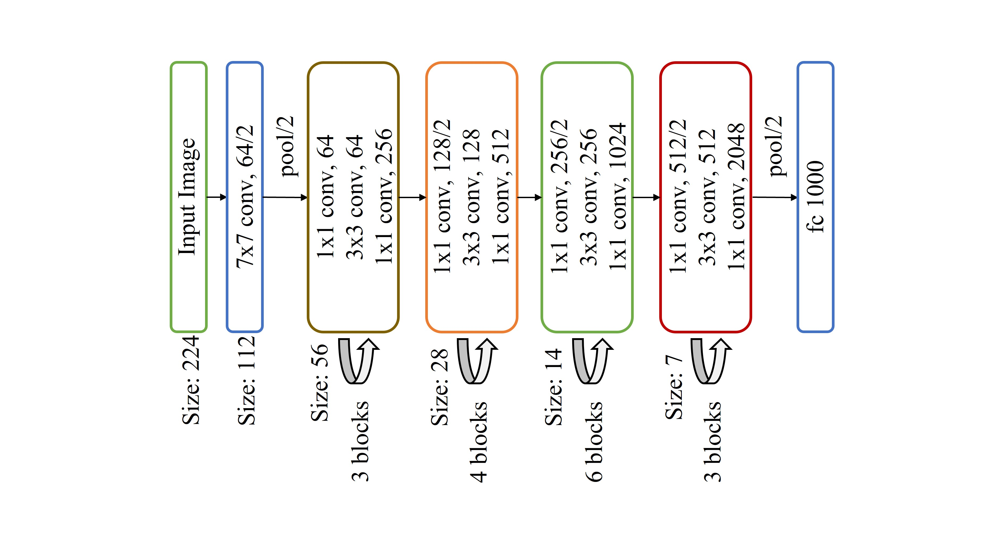 Input Image
Size: 224
7x7 conv, 64/2
Size: 112
pool/2
1x1 conv, 64
3x3 conv, 64
1x1 conv, 256
Size: 56
3 blocks
1x1 conv, 128/2
3x3 conv, 128
1x1 conv, 512
Size: 28
4 blocks
1x1 conv, 256/2
3x3 conv, 256
1x1 conv, 1024
Size: 14
6 blocks
1x1 conv, 512/2
3x3 conv, 512
1x1 conv, 2048
Size: 7
3 blocks
pool/2
fc 1000